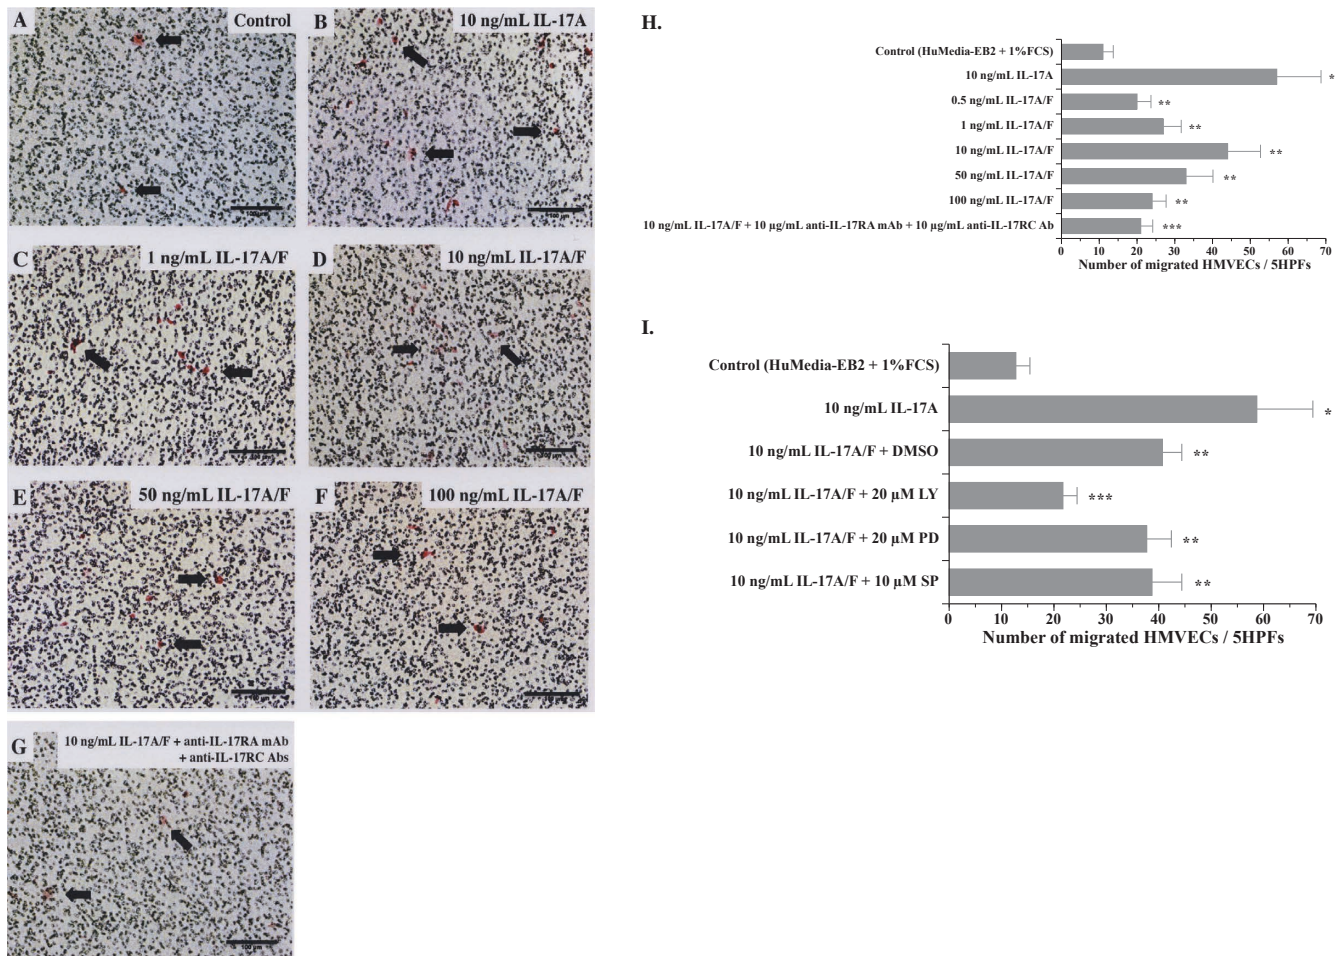 A
Control
B
10 ng/mL IL-17A
100 μm
C
1 ng/mL IL-17A/F
D
10 ng/mL IL-17A/F
E
50 ng/mL IL-17A/F
F
100 ng/mL IL-17A/F
G
10 ng/mL IL-17A/F + anti-IL-17RA mAb
+ anti-IL-17RC Abs
100 μm
H.
Control (HuMedia-EB2 + 1%FCS)
10 ng/mL IL-17A
*
0.5 ng/mL IL-17A/F
**
1 ng/mL IL-17A/F
**
10 ng/mL IL-17A/F
**
50 ng/mL IL-17A/F
**
100 ng/mL IL-17A/F
**
10 ng/mL IL-17A/F + 10 μg/mL anti-IL-17RA mAb + 10 μg/mL anti-IL-17RC Ab
***
0 10 20 30 40 50 60 70
Number of migrated HMVECs / 5HPFs
I.
Control (HuMedia-EB2 + 1%FCS)
10 ng/mL IL-17A
*
10 ng/mL IL-17A/F + DMSO
**
10 ng/mL IL-17A/F + 20 μM LY
***
10 ng/mL IL-17A/F + 20 μM PD
**
10 ng/mL IL-17A/F + 10 μM SP
**
0 10 20 30 40 50 60 70
Number of migrated HMVECs / 5HPFs